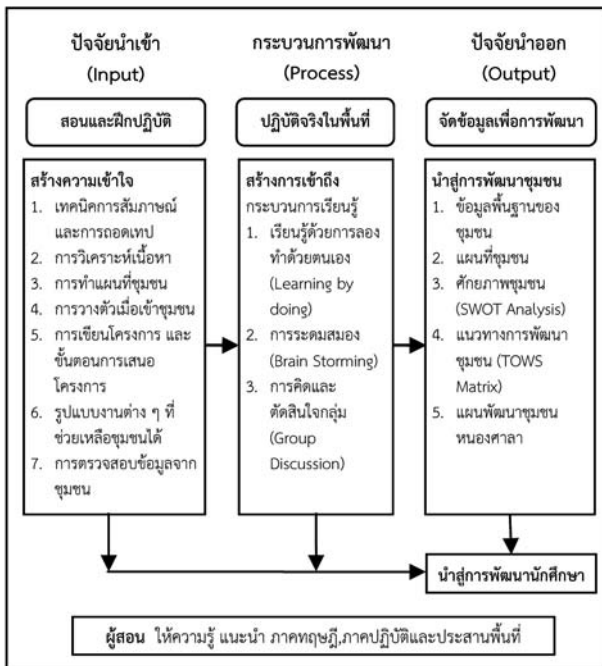 ปัจจัยนำเข้า
(Input)
สอนและฝึกปฏิบัติ
สร้างความเข้าใจ
1. เทคนิคการสัมภาษณ์
และการถอดเทป
2. การวิเคราะห์เนื้อหา
3. การทำแผนที่ชุมชน
4. การวางตัวเมื่อเข้าชุมชน
5. การเขียนโครงการ และ
ขั้นตอนการเสนอ
โครงการ
6. รูปแบบงานต่าง ๆ ที่
ช่วยเหลือชุมชนได้
7. การตรวจสอบข้อมูลจาก
ชุมชน
กระบวนการพัฒนา
(Process)
ปฏิบัติจริงในพื้นที่
สร้างการเข้าถึง
กระบวนการเรียนรู้
1. เรียนรู้ด้วยการลอง
ทำด้วยตนเอง
(Learning by
doing)
2. การระดมสมอง
(Brain Storming)
3. การคิดและ
ตัดสินใจกลุ่ม
(Group
Discussion)
ปัจจัยนำออก
(Output)
จัดข้อมูลเพื่อการพัฒนา
นำสู่การพัฒนาชุมชน
1. ข้อมูลพื้นฐานของ
ชุมชน
2. แผนที่ชุมชน
3. ศักยภาพชุมชน
(SWOT Analysis)
4. แนวทางการพัฒนา
ชุมชน (TOWS
Matrix)
5. แผนพัฒนาชุมชน
หนองศาลา
นำสู่การพัฒนานักศึกษา
ผู้สอน ให้ความรู้ แนะนำ ภาคทฤษฎี,ภาคปฏิบัติและประสานพื้นที่